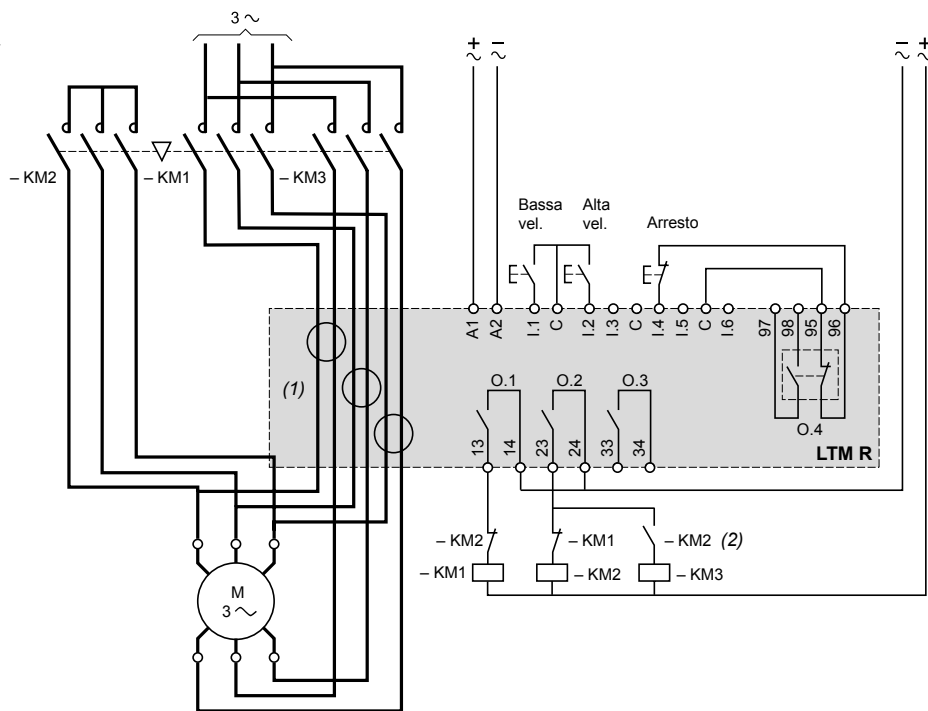 3 ~
+ –
~ ~
– +
~ ~
– KM2
– KM1
– KM3
Bassa vel.
Alta vel.
Arresto
A1
A2
I.1
C
I.2
I.3
C
I.4
I.5
C
I.6
97
98
95
96
(1)
O.1
O.2
O.3
O.4
13
14
23
24
33
34
LTM R
– KM2
– KM1
– KM2 (2)
– KM1
– KM2
– KM3
M
3 ~